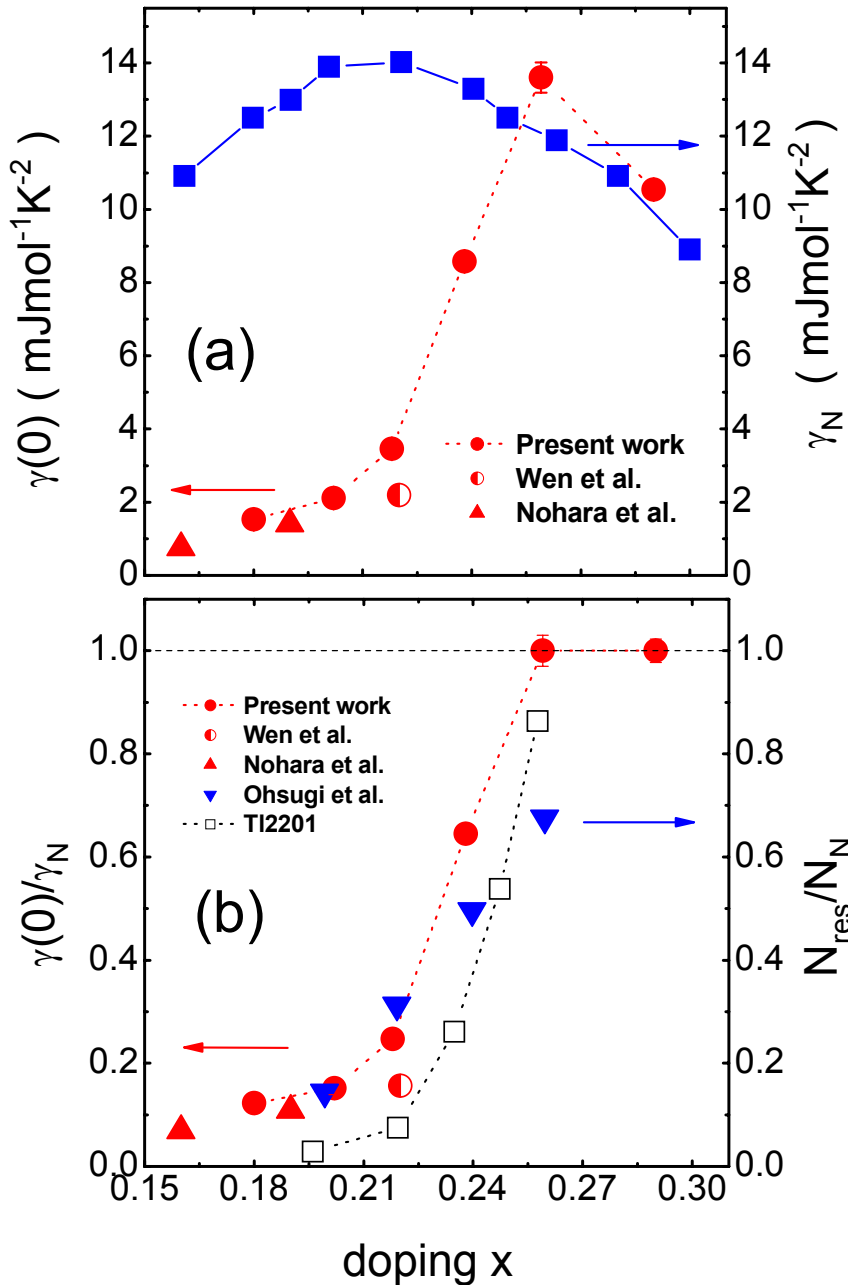 14
12
10
8
6
4
2
0
γ(0) ( mJmol⁻¹K⁻²)
(a)
Present work
Wen et al.
Nohara et al.
14
12
10
8
6
4
2
0
γN ( mJmol⁻¹K⁻²)
1.0
0.8
0.6
0.4
0.2
0.0
γ(0)/γN
Present work
Wen et al.
Nohara et al.
Ohsugi et al.
Tl2201
(b)
1.0
0.8
0.6
0.4
0.2
0.0
Nres/NN
0.15 0.18 0.21 0.24 0.27 0.30
doping x